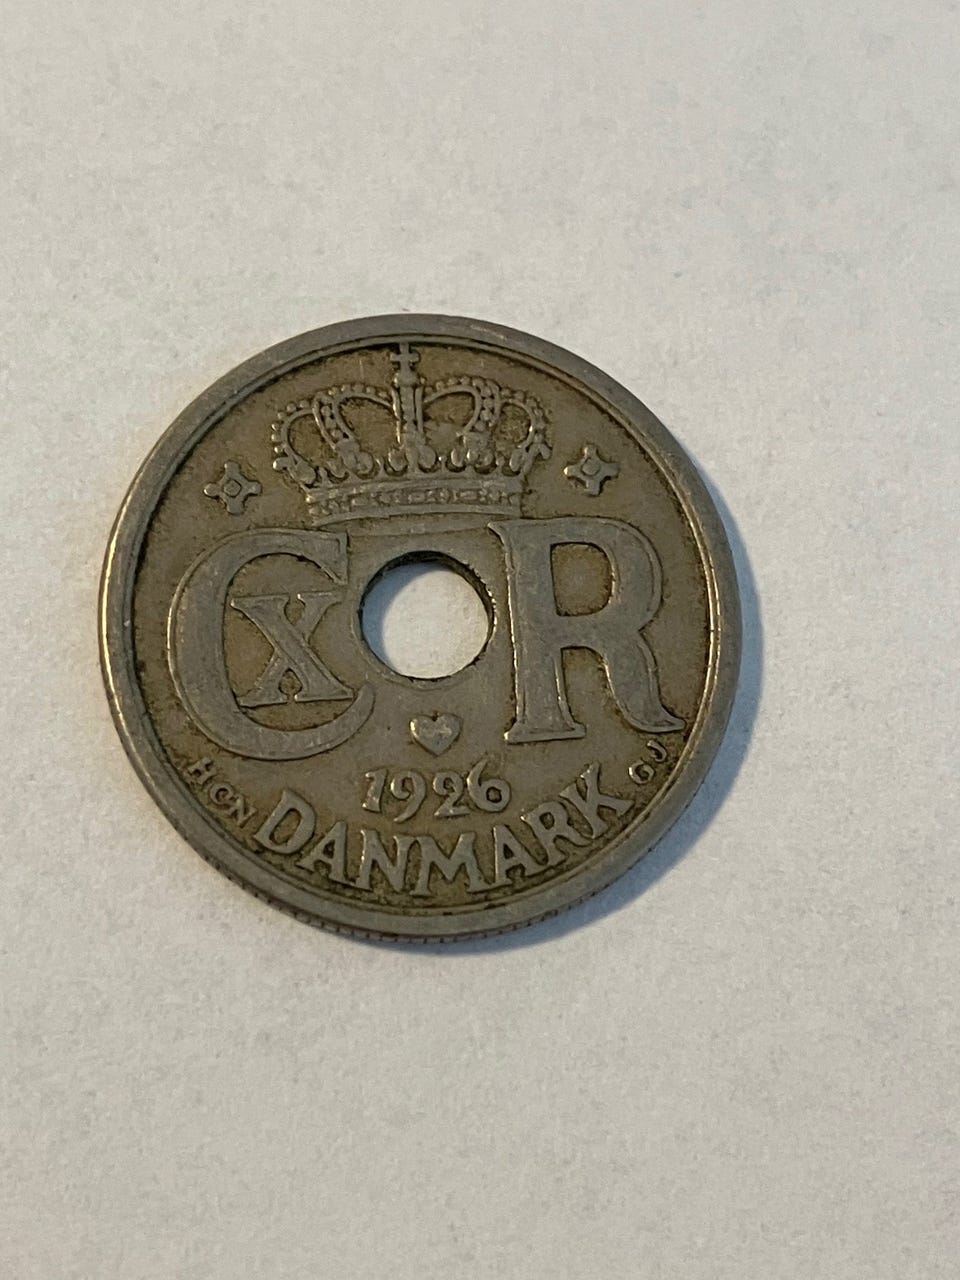 CXR
1926
HCN DANMARK GJ